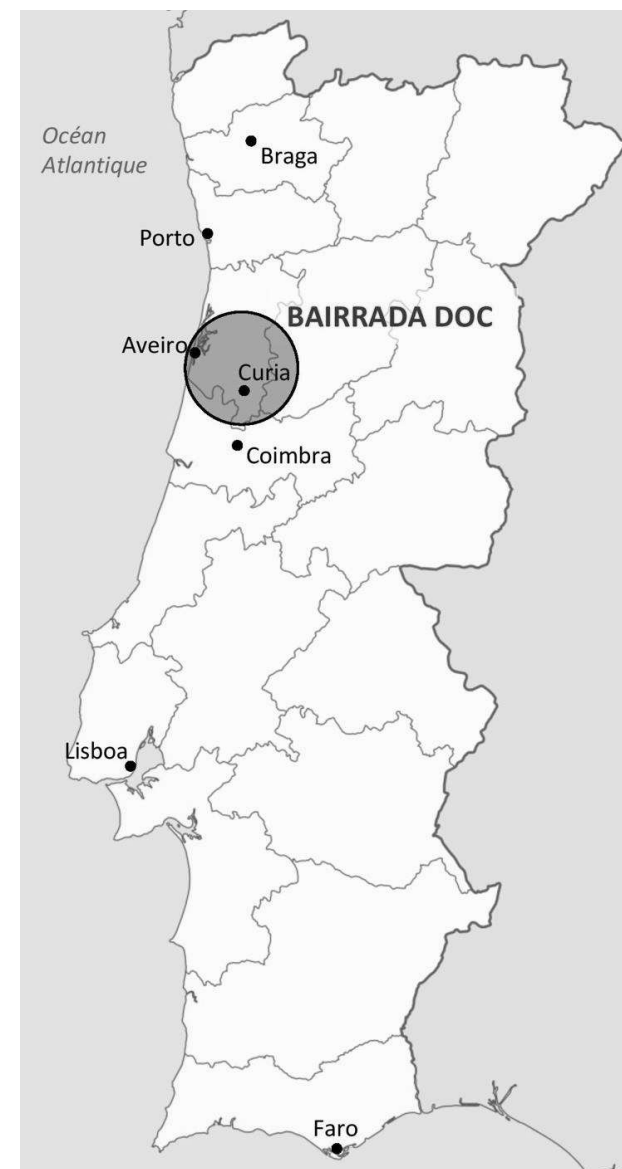 Océan
Atlantique
Braga
Porto
BAIRRADA DOC
Aveiro
Curia
Coimbra
Lisboa
Faro